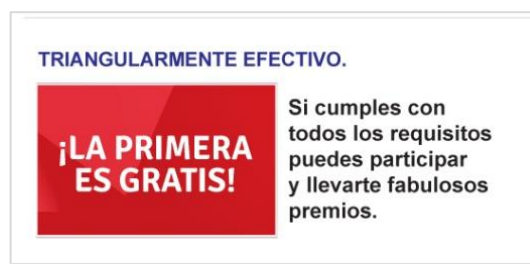 TRIANGULARMENTE EFECTIVO.
¡LA PRIMERA
ES GRATIS!
Si cumples con
todos los requisitos
puedes participar
y llevarte fabulosos
premios.